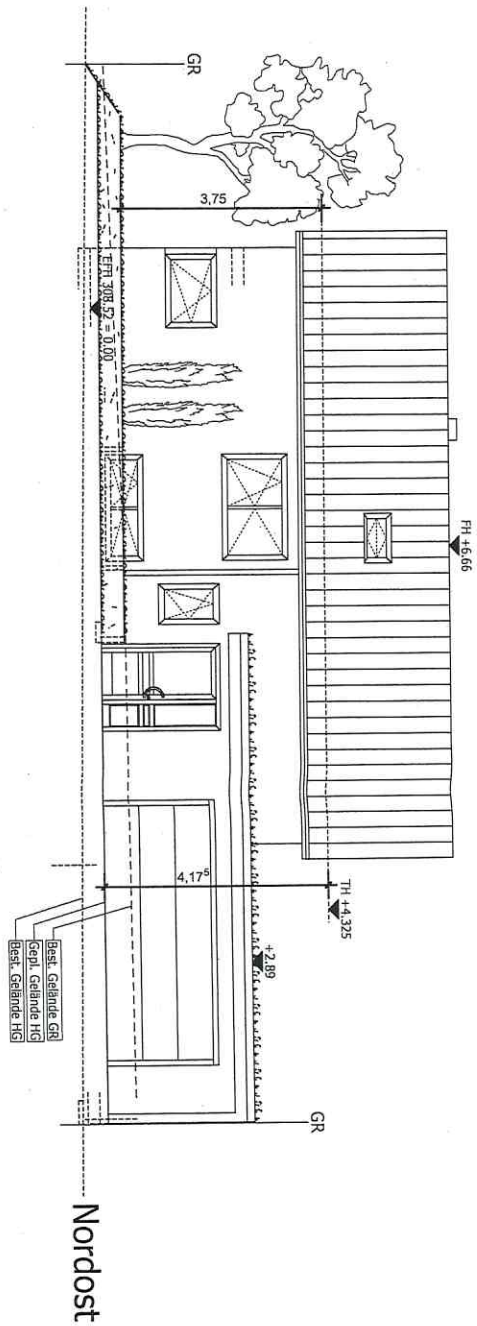 GR
3,75
EFH 308.52 = 0.00
FH +6.66
TH +4.325
4,17⁵
+2.89
GR
Best. Gelände GR
Gepl. Gelände HG
Best. Gelände HG
Nordost